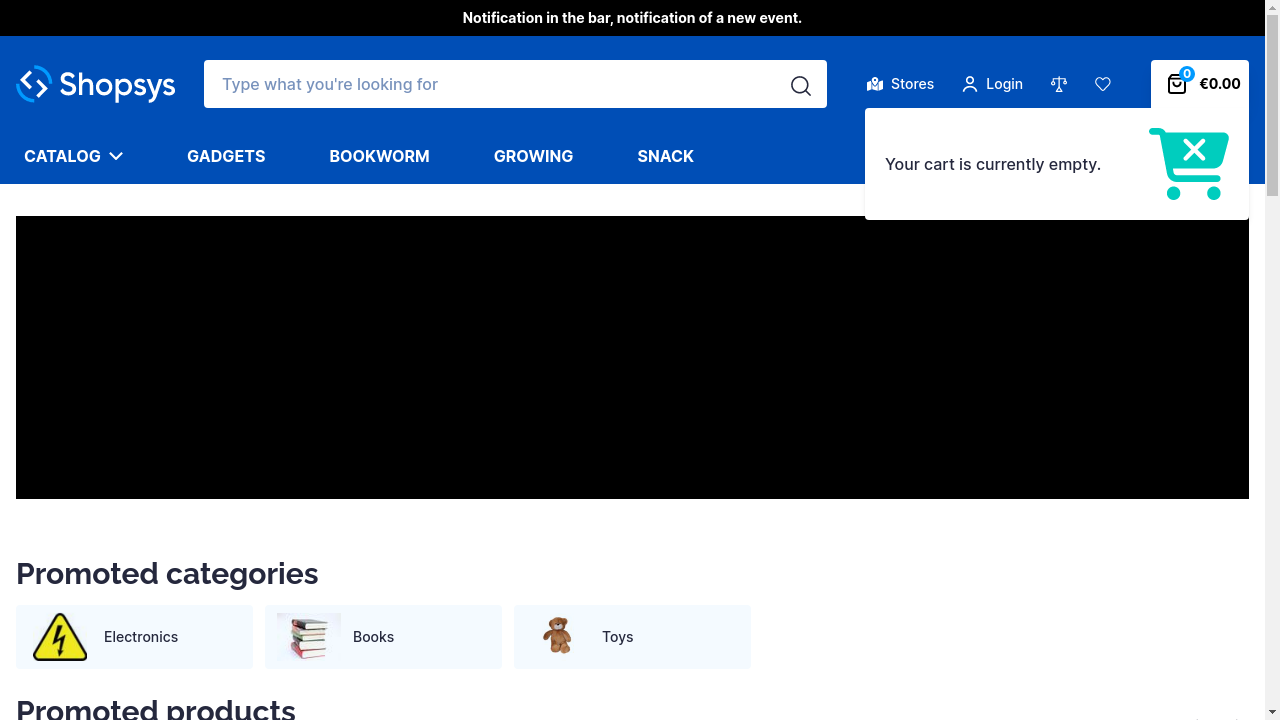 Notification in the bar, notification of a new event.
Shopsys
Type what you're looking for
Stores
Login
0
€0.00
CATALOG
GADGETS
BOOKWORM
GROWING
SNACK
Your cart is currently empty.
Promoted categories
Electronics
Books
Toys
Promoted products